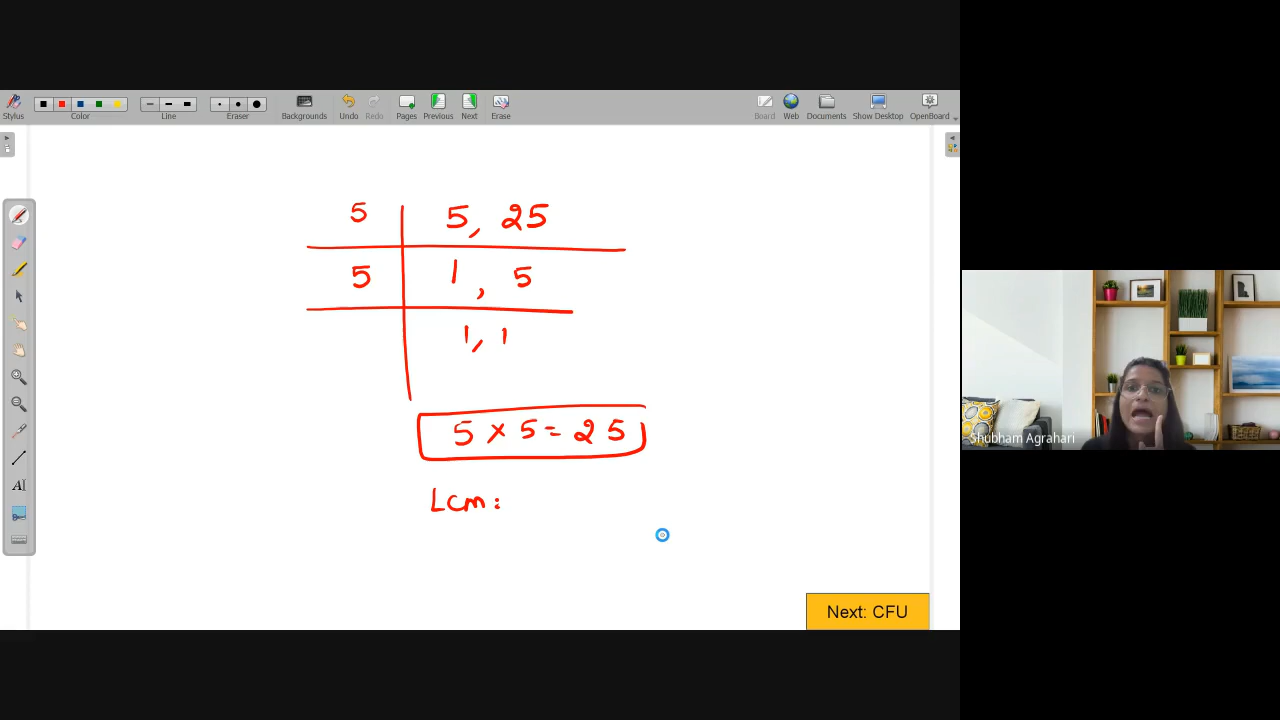 Stylus Color Line Eraser Backgrounds Undo Redo Pages Previous Next Erase Board Web Documents Show Desktop OpenBoard
5 | 5, 25
5 | 1, 5
1, 1
5 × 5 = 25
Lcm:
Shubham Agrahari
Next: CFU